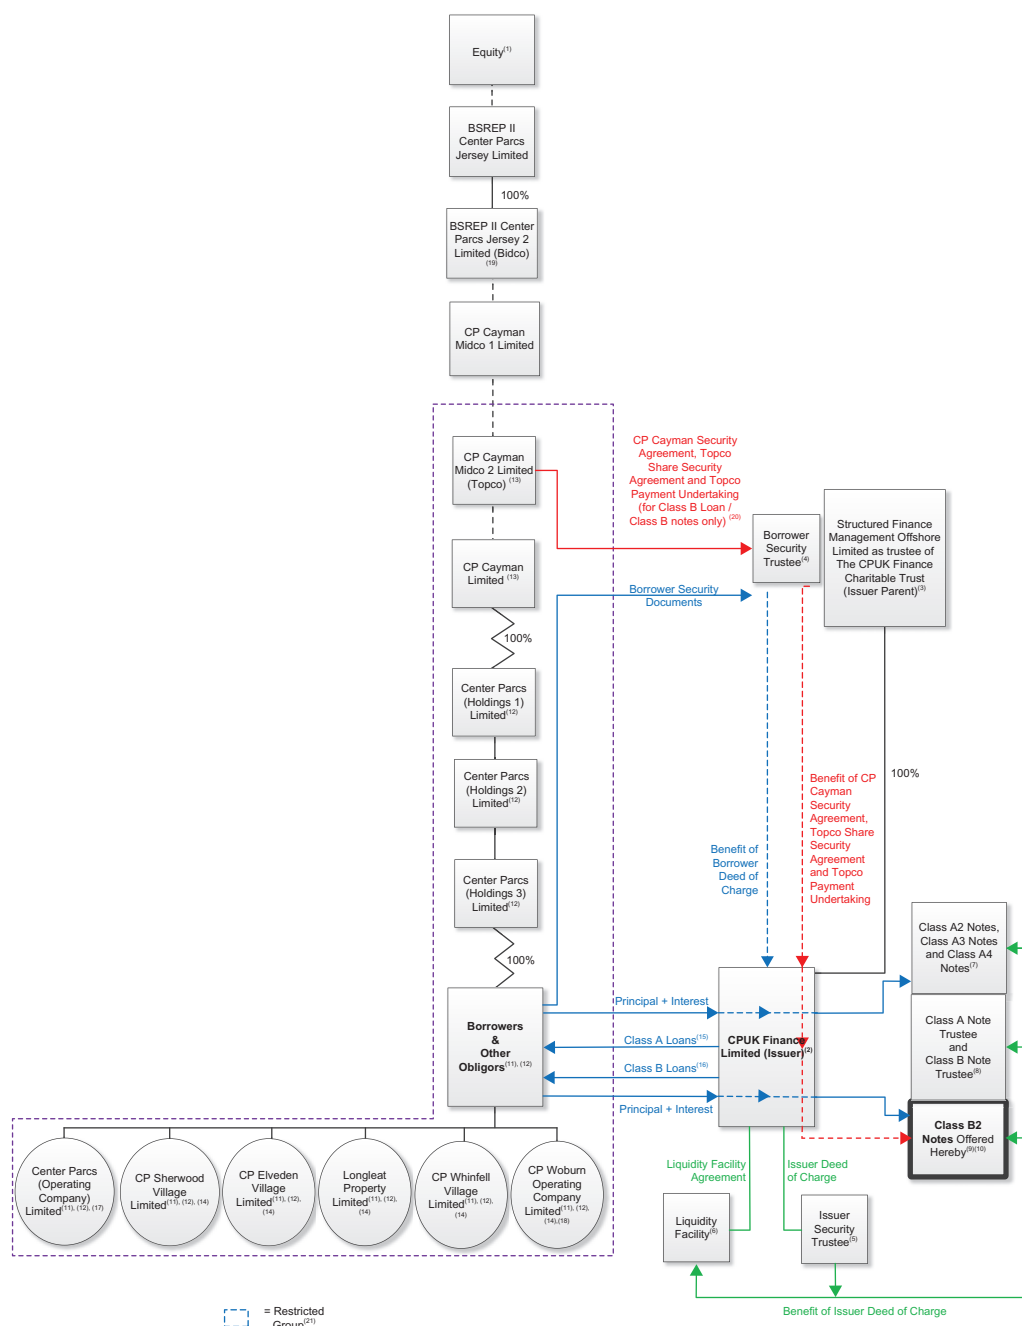 Equity(1)
BSREP II
Center Parcs
Jersey Limited
100%
BSREP II Center
Parcs Jersey 2
Limited (Bidco)
(19)
CP Cayman
Midco 1 Limited
CP Cayman
Midco 2 Limited
(Topco) (13)
CP Cayman Security
Agreement, Topco
Share Security
Agreement and Topco
Payment Undertaking
(for Class B Loan /
Class B notes only) (20)
Borrower
Security
Trustee(4)
Structured Finance
Management Offshore
Limited as trustee of
The CPUK Finance
Charitable Trust
(Issuer Parent)(3)
CP Cayman
Limited (13)
Borrower Security
Documents
100%
Center Parcs
(Holdings 1)
Limited(12)
Center Parcs
(Holdings 2)
Limited(12)
100%
Benefit of CP
Cayman
Security
Agreement,
Topco Share
Security
Agreement
and Topco
Payment
Undertaking
Benefit of
Borrower
Deed of
Charge
Center Parcs
(Holdings 3)
Limited(12)
100%
Class A2 Notes,
Class A3 Notes
and Class A4
Notes(7)
Borrowers
&
Other
Obligors(11), (12)
Principal + Interest
Class A Loans(15)
Class B Loans(16)
Principal + Interest
CPUK Finance
Limited (Issuer)(2)
Class A Note
Trustee
and
Class B Note
Trustee(8)
Class B2
Notes Offered
Hereby(9)(10)
Center Parcs
(Operating
Company)
Limited(11), (12), (17)
CP Sherwood
Village
Limited(11), (12), (14)
CP Elveden
Village
Limited(11), (12),
(14)
Longleat
Property
Limited(11), (12),
(14)
CP Whinfell
Village
Limited(11), (12),
(14)
CP Woburn
Operating
Company
Limited(11), (12),
(14),(18)
Liquidity Facility
Agreement
Issuer Deed
of Charge
Liquidity
Facility(6)
Issuer
Security
Trustee(5)
Benefit of Issuer Deed of Charge
= Restricted
Group(21)